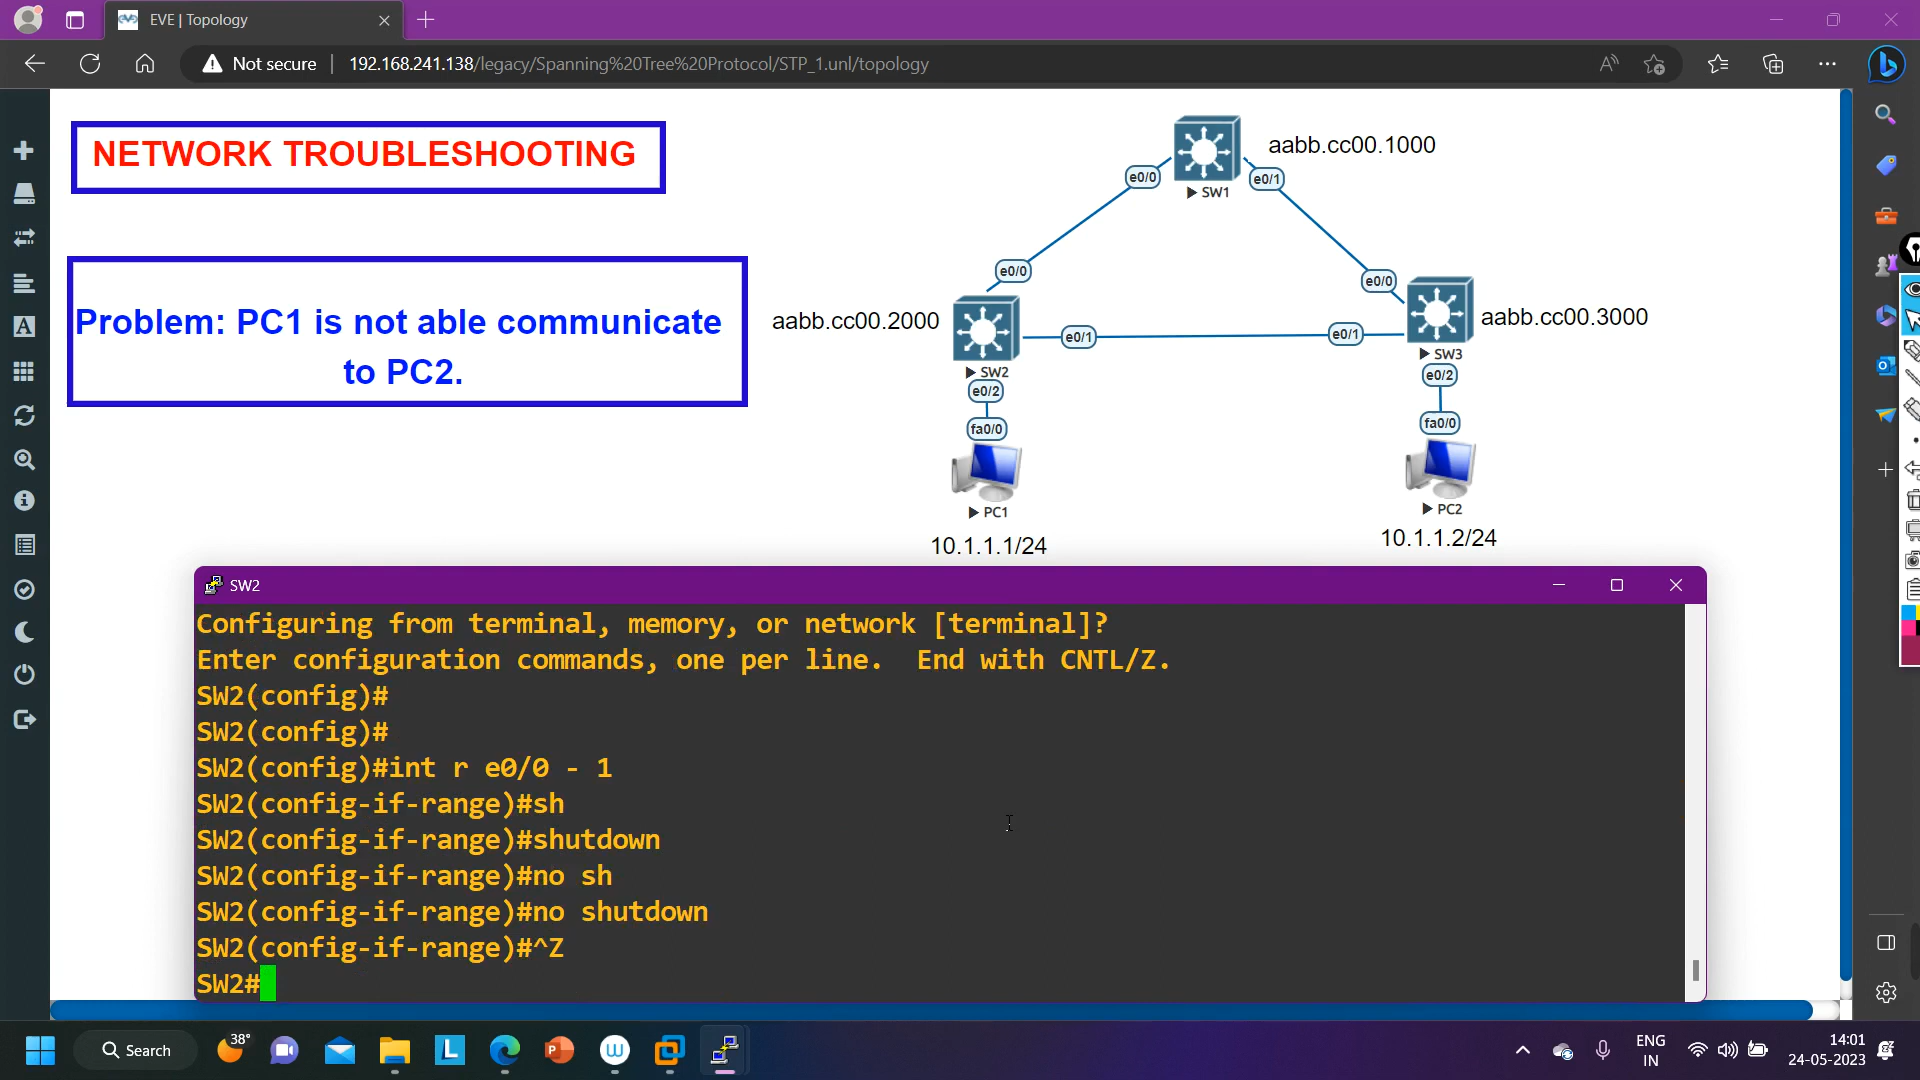 EVE | Topology
Not secure
192.168.241.138/legacy/Spanning%20Tree%20Protocol/STP_1.unl/topology
NETWORK TROUBLESHOOTING
Problem: PC1 is not able communicate
to PC2.
aabb.cc00.1000
e0/0
e0/1
SW1
e0/0
e0/0
aabb.cc00.2000
aabb.cc00.3000
e0/1
e0/1
SW2
SW3
e0/2
e0/2
fa0/0
fa0/0
PC1
PC2
10.1.1.1/24
10.1.1.2/24
SW2
Configuring from terminal, memory, or network [terminal]?
Enter configuration commands, one per line.  End with CNTL/Z.
SW2(config)#
SW2(config)#
SW2(config)#int r e0/0 - 1
SW2(config-if-range)#sh
SW2(config-if-range)#shutdown
SW2(config-if-range)#no sh
SW2(config-if-range)#no shutdown
SW2(config-if-range)#^Z
SW2#
Search
38°
ENG
IN
14:01
24-05-2023